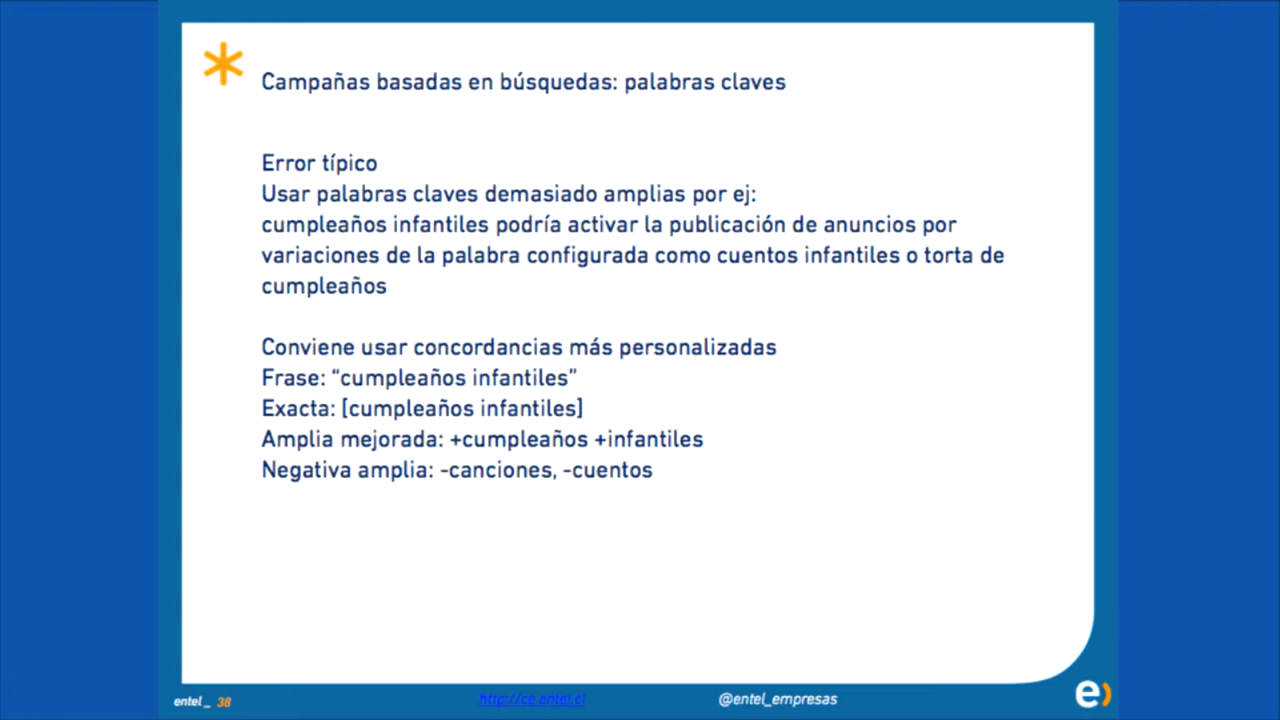 Campañas basadas en búsquedas: palabras claves
Error típico
Usar palabras claves demasiado amplias por ej:
cumpleaños infantiles podría activar la publicación de anuncios por
variaciones de la palabra configurada como cuentos infantiles o torta de
cumpleaños
Conviene usar concordancias más personalizadas
Frase: “cumpleaños infantiles”
Exacta: [cumpleaños infantiles]
Amplia mejorada: +cumpleaños +infantiles
Negativa amplia: -canciones, -cuentos
entel_ 38
http://ce.entel.cl
@entel_empresas
e)